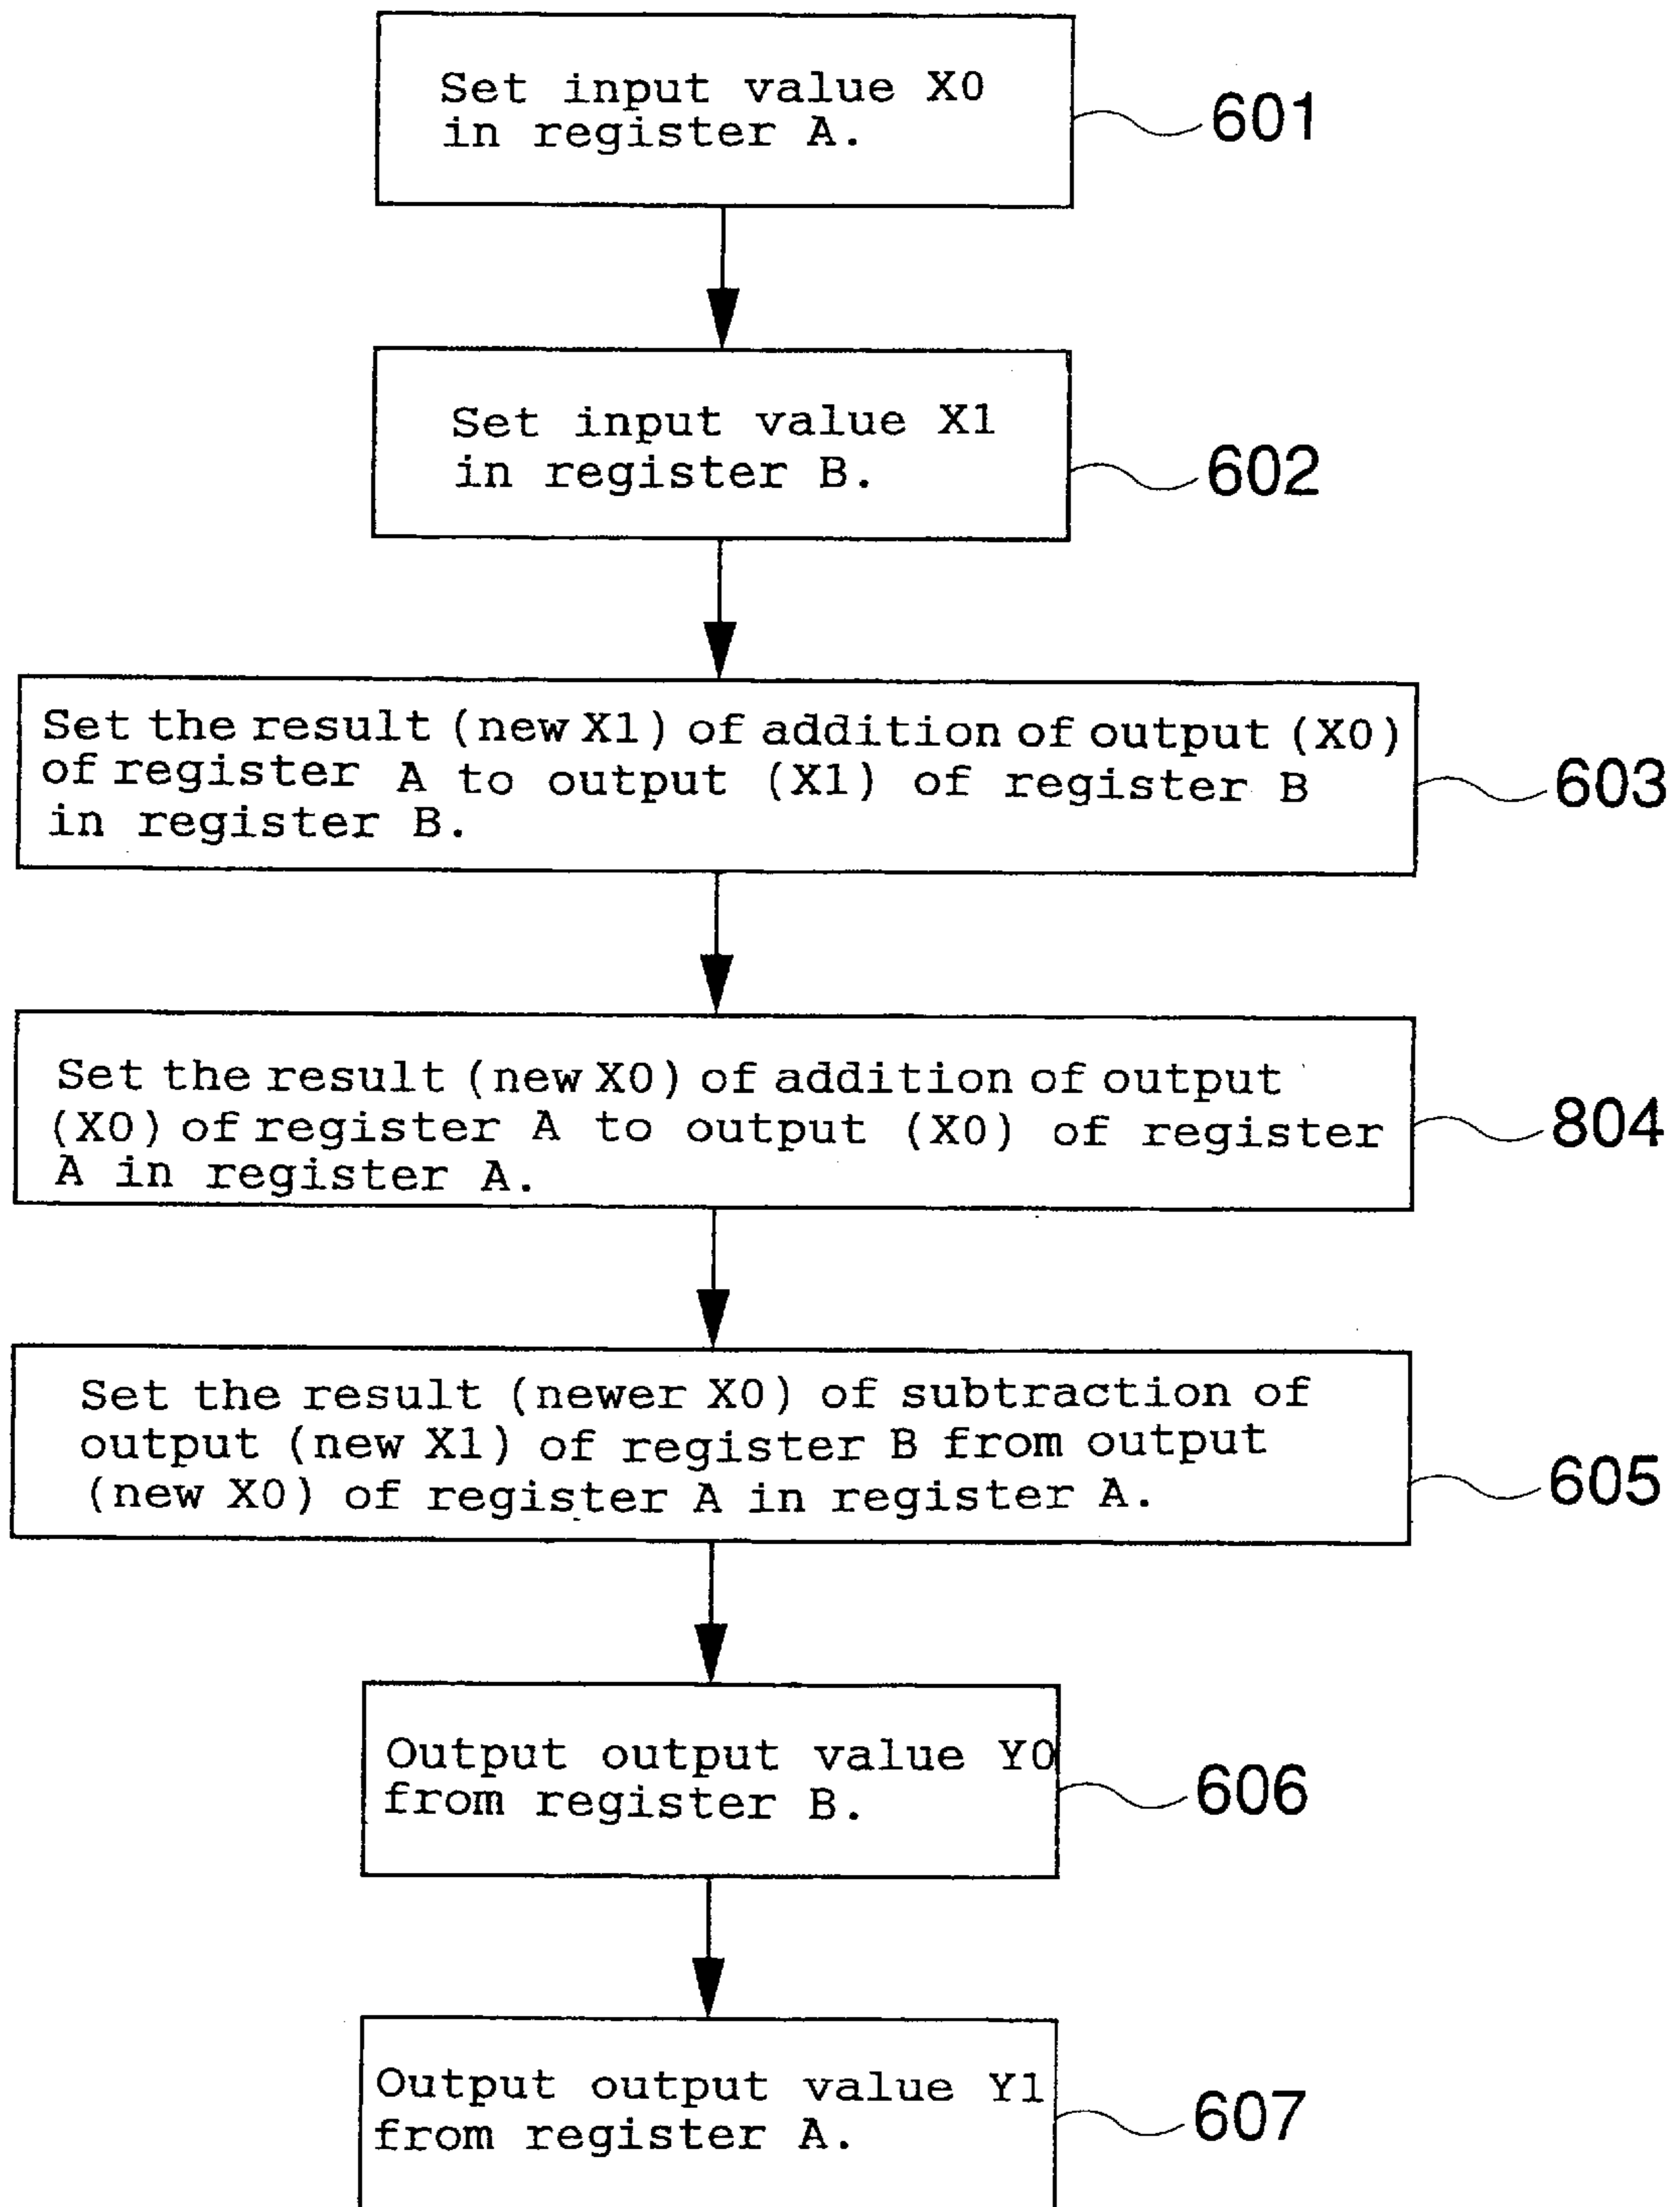 Set input value X0
in register A.
601
Set input value X1
in register B.
602
Set the result (new X1) of addition of output (X0)
of register A to output (X1) of register B
in register B.
603
Set the result (new X0) of addition of output
(X0) of register A to output (X0) of register
A in register A.
804
Set the result (newer X0) of subtraction of
output (new X1) of register B from output
(new X0) of register A in register A.
605
Output output value Y0
from register B.
606
Output output value Y1
from register A.
607